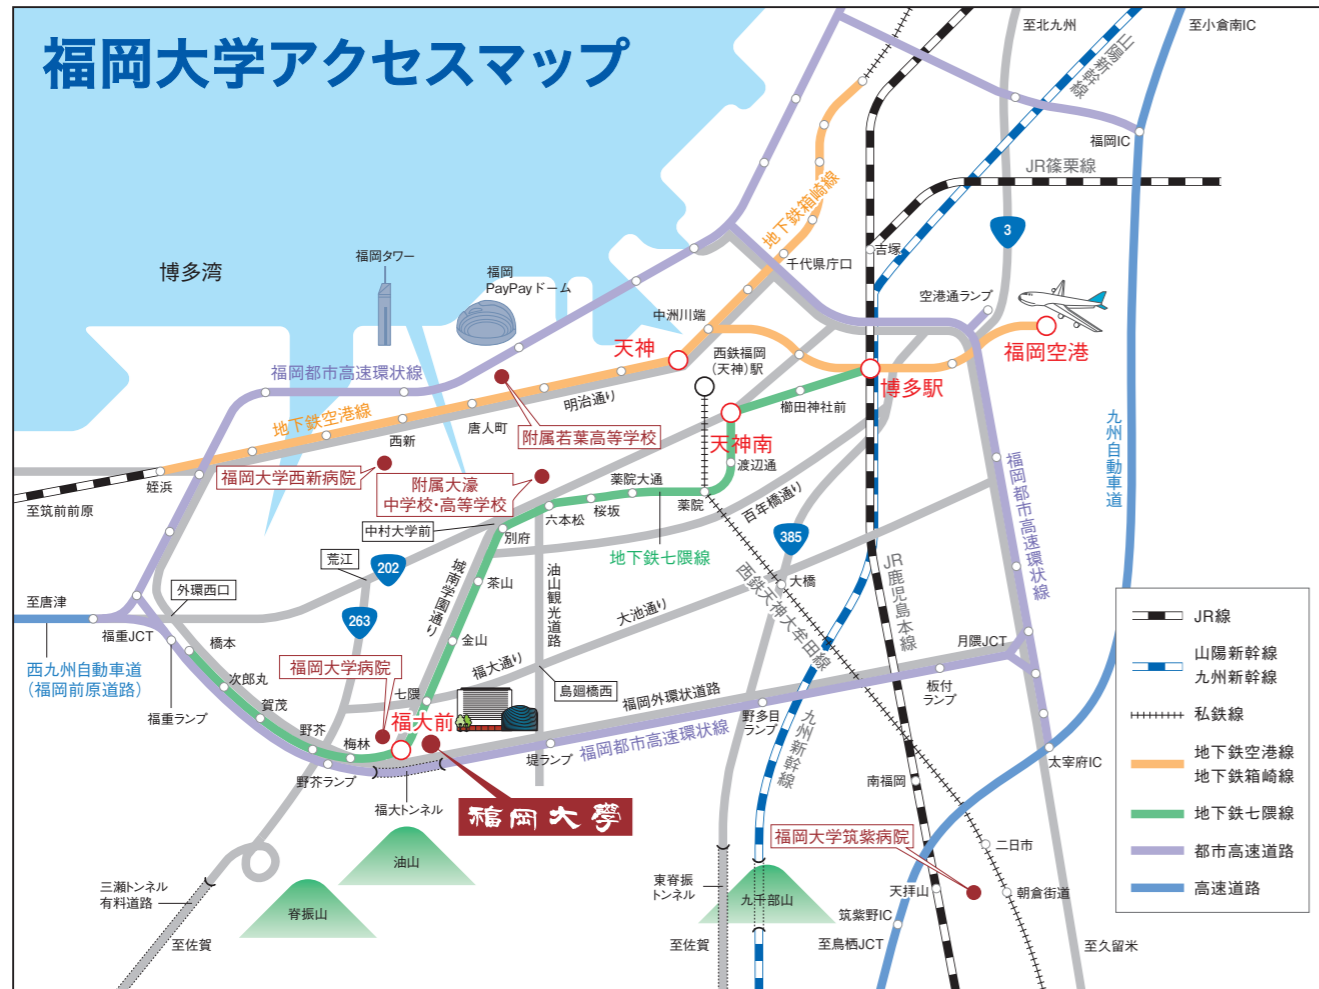 福岡大学アクセスマップ
至北九州
至小倉南IC
山陽新幹線
福岡IC
JR篠栗線
地下鉄箱崎線
3
吉塚
千代県庁口
博多湾
福岡タワー
福岡
PayPayドーム
空港通ランプ
中洲川端
福岡空港
天神
西鉄福岡
(天神)駅
博多駅
福岡都市高速環状線
櫛田神社前
明治通り
地下鉄空港線
唐人町
西新
附属若葉高等学校
天神南
九州自動車道
渡辺通
福岡大学西新病院
附属大濠
中学校・高等学校
姪浜
至筑前前原
薬院大通
薬院
百年橋通り
桜坂
六本松
中村大学前
別府
福岡都市高速環状線
385
地下鉄七隈線
荒江
202
城南学園通り
茶山
油山観光道路
大橋
西鉄天神大牟田線
JR鹿児島本線
外環西口
至唐津
福重JCT
263
大池通り
JR線
橋本
金山
月隈JCT
西九州自動車道
(福岡前原道路)
福岡大学病院
福大通り
山陽新幹線
九州新幹線
次郎丸
七隈
島廻橋西
福岡外環状道路
板付
ランプ
福重ランプ
賀茂
野多目
ランプ
九州新幹線
私鉄線
福大前
野芥
梅林
福岡都市高速環状線
堤ランプ
太宰府IC
地下鉄空港線
地下鉄箱崎線
野芥ランプ
福大トンネル
南福岡
福岡大學
地下鉄七隈線
福岡大学筑紫病院
二日市
都市高速道路
油山
三瀬トンネル
有料道路
東脊振
トンネル
九千部山
天拝山
朝倉街道
高速道路
脊振山
筑紫野IC
至佐賀
至佐賀
至鳥栖JCT
至久留米